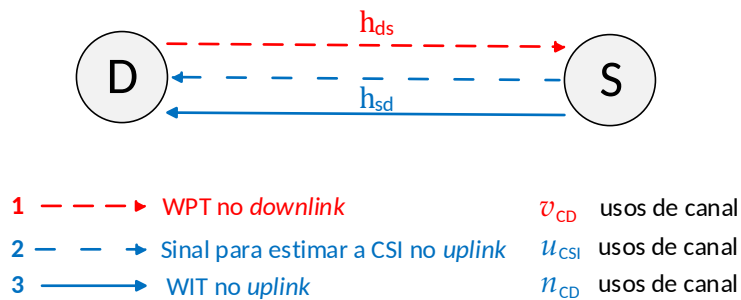 h_ds
D S
h_sd
1 WPT no downlink v_CD usos de canal
2 Sinal para estimar a CSI no uplink u_CSI usos de canal
3 WIT no uplink n_CD usos de canal